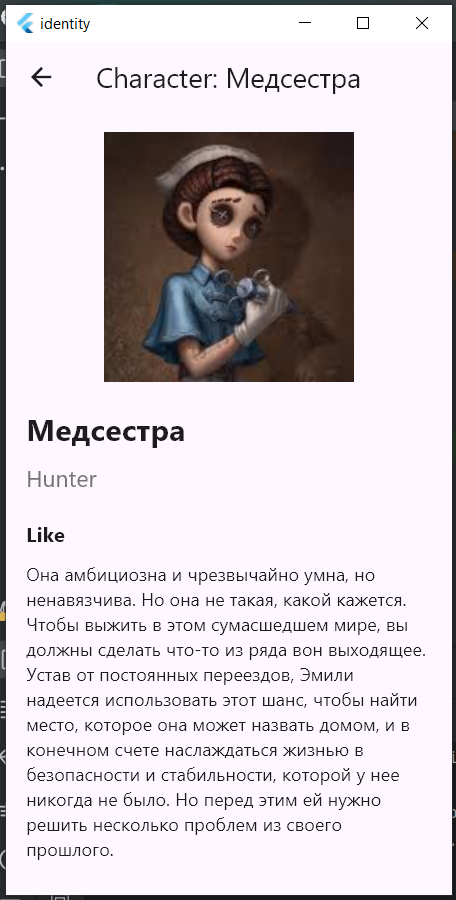 identity
Character: Медсестра
Медсестра
Hunter
Like
Она амбициозна и чрезвычайно умна, но
ненавязчива. Но она не такая, какой кажется.
Чтобы выжить в этом сумасшедшем мире, вы
должны сделать что-то из ряда вон выходящее.
Устав от постоянных переездов, Эмили
надеется использовать этот шанс, чтобы найти
место, которое она может назвать домом, и в
конечном счете наслаждаться жизнью в
безопасности и стабильности, которой у нее
никогда не было. Но перед этим ей нужно
решить несколько проблем из своего
прошлого.